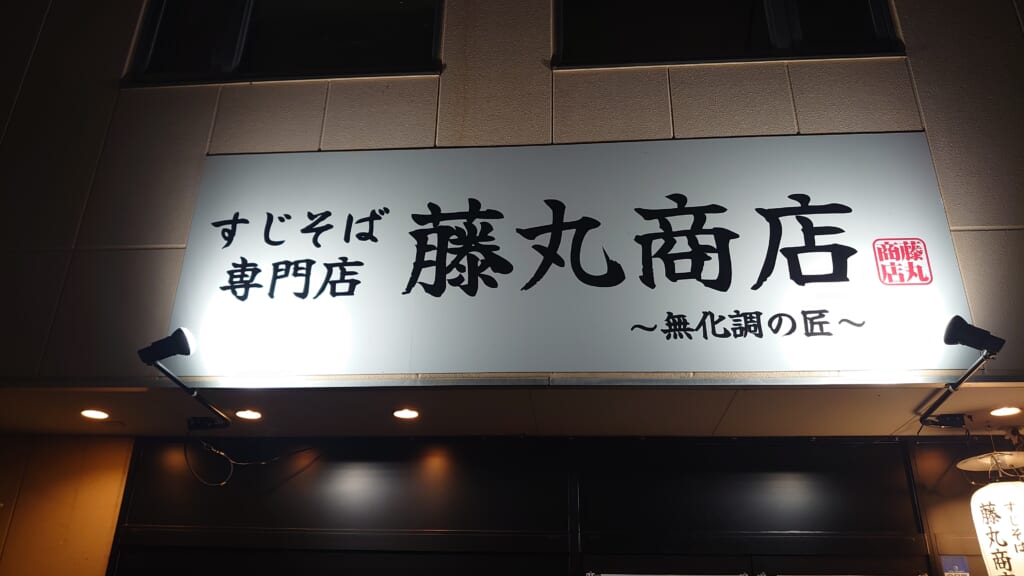 すじそば
専門店
藤丸商店
藤丸
商店
～無化調の匠～
すじそば
藤丸商